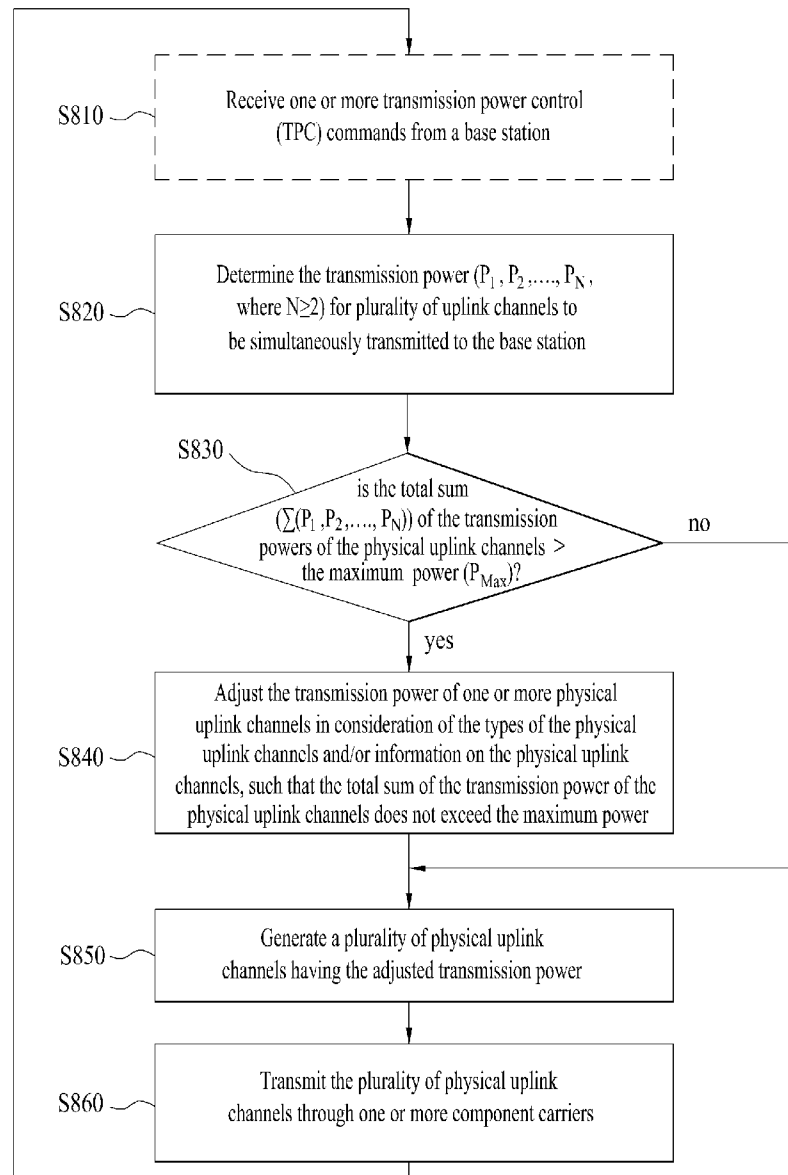 S810
Receive one or more transmission power control
(TPC) commands from a base station
S820
Determine the transmission power (P1, P2,...., PN,
where N≥2) for plurality of uplink channels to
be simultaneously transmitted to the base station
S830
is the total sum
(∑(P1,P2,...., PN)) of the transmission
powers of the physical uplink channels >
the maximum power (PMax)?
no
yes
S840
Adjust the transmission power of one or more physical
uplink channels in consideration of the types of the physical
uplink channels and/or information on the physical uplink
channels, such that the total sum of the transmission power of the
physical uplink channels does not exceed the maximum power
S850
Generate a plurality of physical uplink
channels having the adjusted transmission power
S860
Transmit the plurality of physical uplink
channels through one or more component carriers